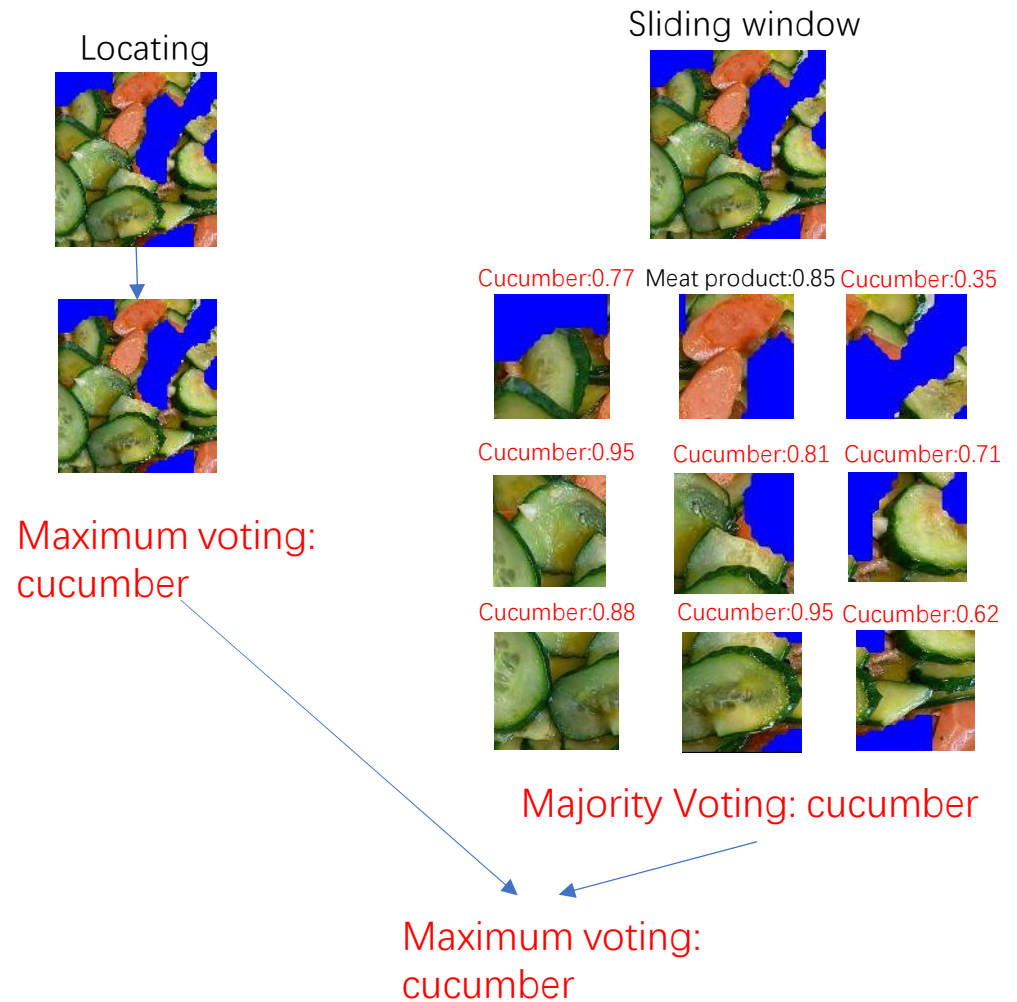 Locating
Sliding window
Cucumber:0.77
Meat product:0.85
Cucumber:0.35
Cucumber:0.95
Cucumber:0.81
Cucumber:0.71
Cucumber:0.88
Cucumber:0.95
Cucumber:0.62
Maximum voting:
cucumber
Majority Voting: cucumber
Maximum voting:
cucumber